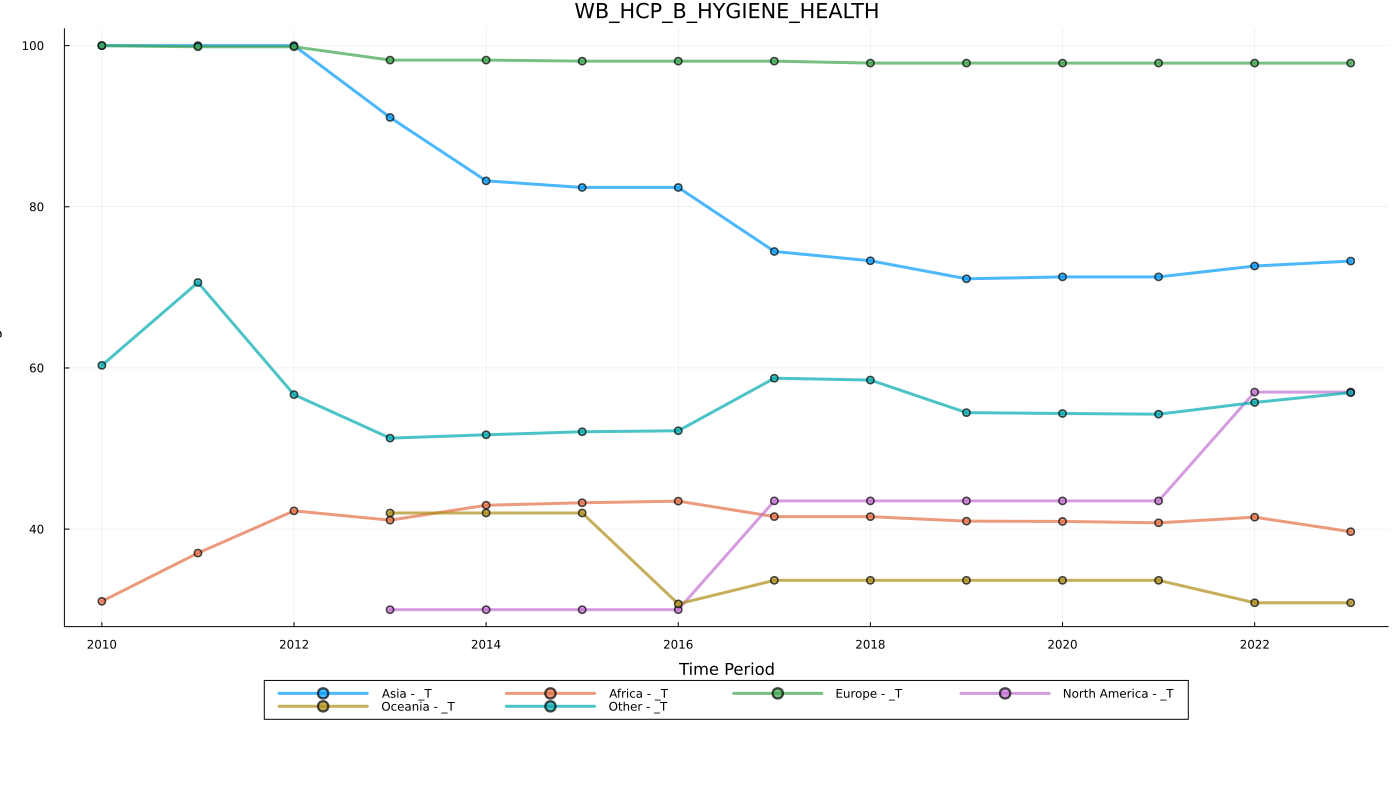 WB_HCP_B_HYGIENE_HEALTH
100
80
60
40
2010 2012 2014 2016 2018 2020 2022
Time Period
Asia - _T Africa - _T Europe - _T North America - _T
Oceania - _T Other - _T